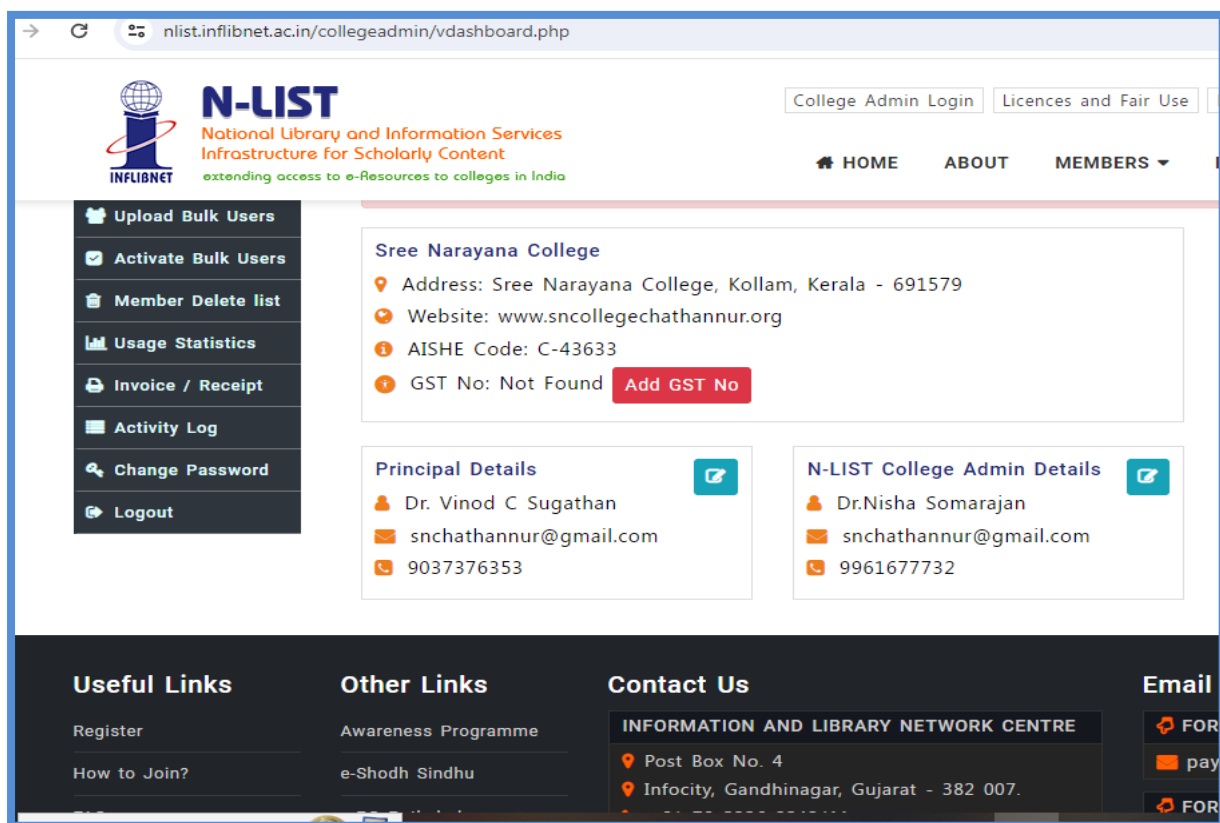 nlist.inflibnet.ac.in/collegeadmin/vdashboard.php
INFLIBNET
N-LIST
National Library and Information Services
Infrastructure for Scholarly Content
extending access to e-Resources to colleges in India
College Admin Login
Licences and Fair Use
HOME
ABOUT
MEMBERS
Upload Bulk Users
Activate Bulk Users
Member Delete list
Usage Statistics
Invoice / Receipt
Activity Log
Change Password
Logout
Sree Narayana College
Address: Sree Narayana College, Kollam, Kerala - 691579
Website: www.sncollegechathannur.org
AISHE Code: C-43633
GST No: Not Found Add GST No
Principal Details
Dr. Vinod C Sugathan
snchathannur@gmail.com
9037376353
N-LIST College Admin Details
Dr.Nisha Somarajan
snchathannur@gmail.com
9961677732
Useful Links
Register
How to Join?
Other Links
Awareness Programme
e-Shodh Sindhu
Contact Us
INFORMATION AND LIBRARY NETWORK CENTRE
Post Box No. 4
Infocity, Gandhinagar, Gujarat - 382 007.
Email
FOR
pay
FOR